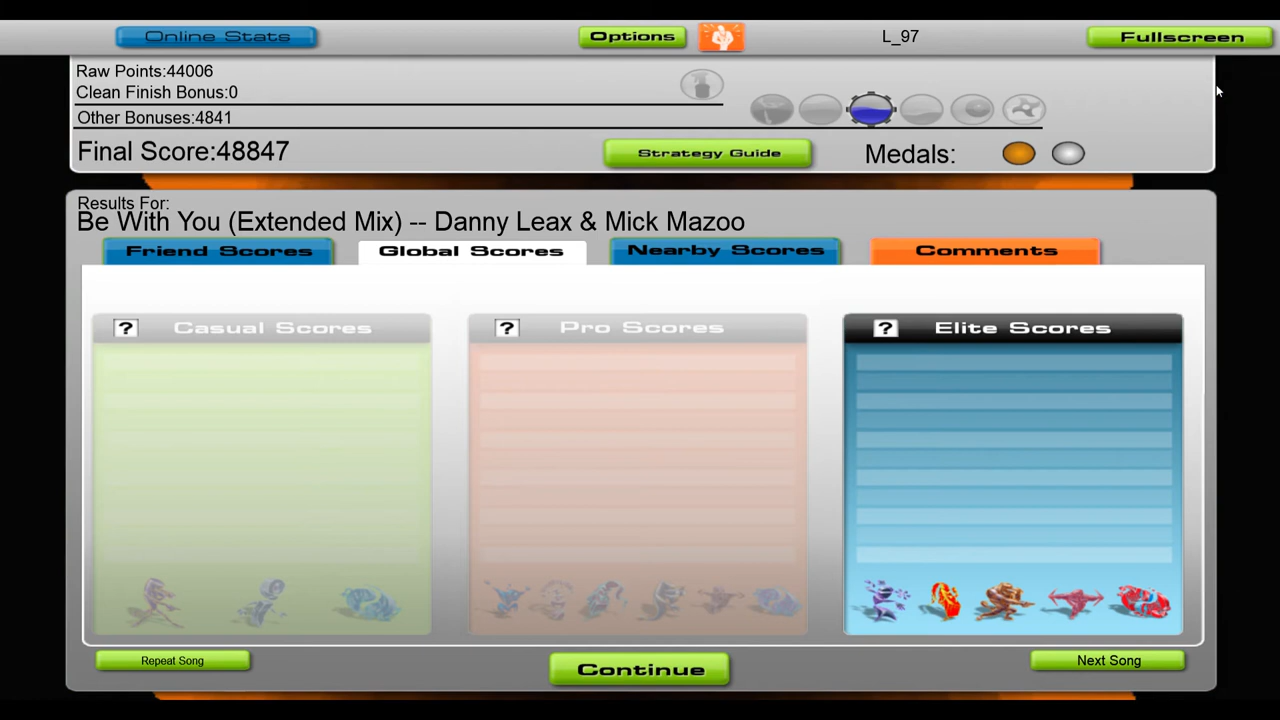 Online Stats
Options
L_97
Fullscreen
Raw Points:44006
Clean Finish Bonus:0
Other Bonuses:4841
Final Score:48847
Strategy Guide
Medals:
Results For:
Be With You (Extended Mix) -- Danny Leax & Mick Mazoo
Friend Scores
Global Scores
Nearby Scores
Comments
? Casual Scores
? Pro Scores
? Elite Scores
Repeat Song
Continue
Next Song